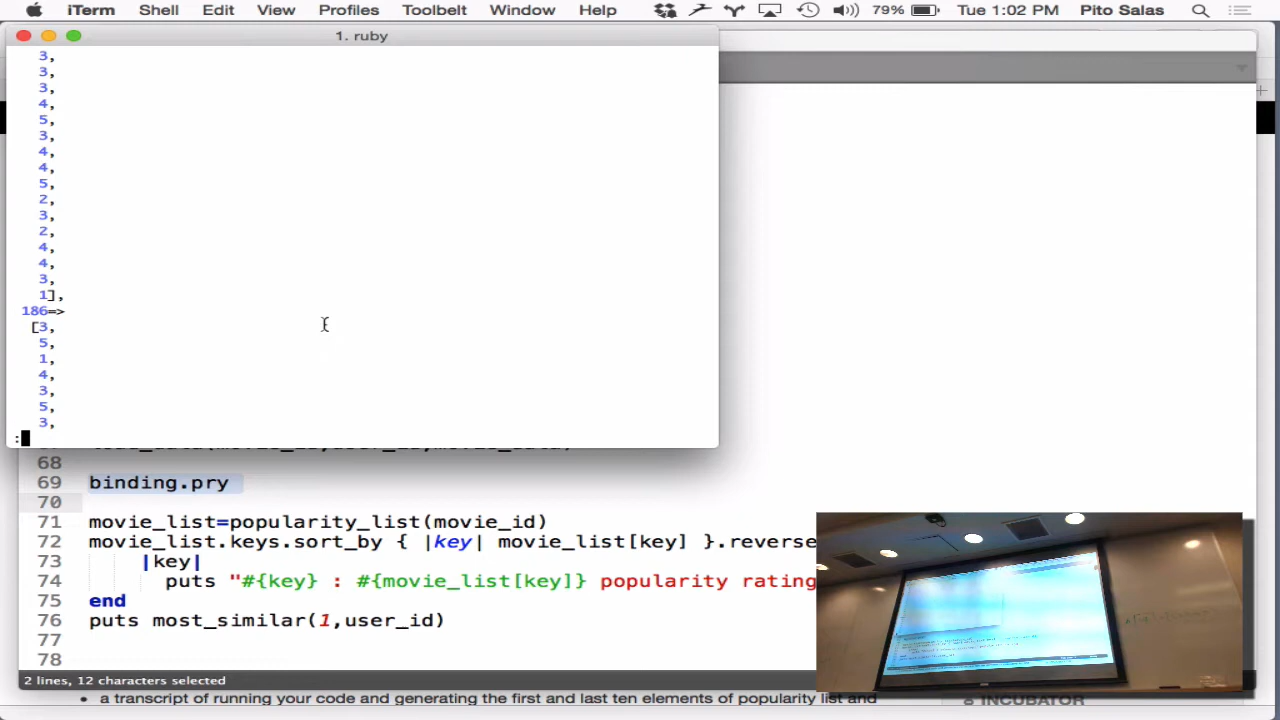 iTerm Shell Edit View Profiles Toolbelt Window Help 79% Tue 1:02 PM Pito Salas
1. ruby
3,
3,
3,
4,
5,
3,
4,
4,
5,
2,
3,
2,
4,
4,
3,
1],
186=>
[3,
5,
1,
4,
3,
5,
3,
:
68
69 binding.pry
70
71 movie_list=popularity_list(movie_id)
72 movie_list.keys.sort_by { |key| movie_list[key] }.reverse
73 |key|
74 puts "#{key} : #{movie_list[key]} popularity rating
75 end
76 puts most_similar(1,user_id)
77
78
2 lines, 12 characters selected
• a transcript of running your code and generating the first and last ten elements of popularity list and
INCUBATOR